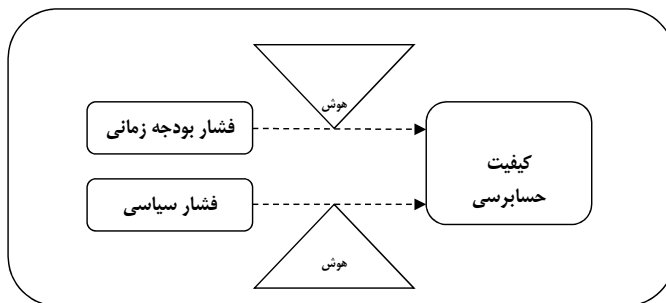 هوش
فشار بودجه زمانی
کیفیت
حسابرسی
فشار سیاسی
هوش